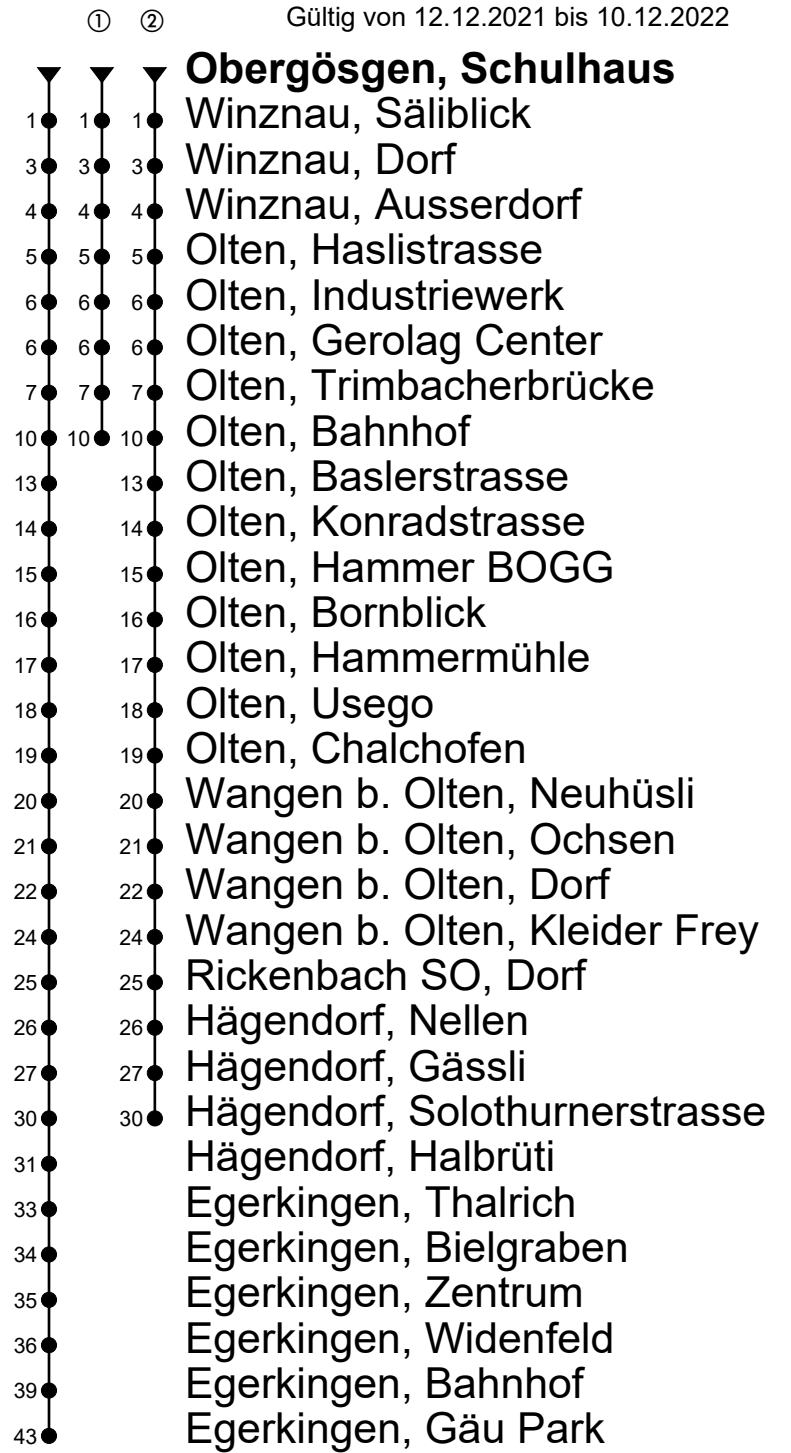 ① ② Gültig von 12.12.2021 bis 10.12.2022
Obergösgen, Schulhaus
1 1 1 Winznau, Säliblick
3 3 3 Winznau, Dorf
4 4 4 Winznau, Ausserdorf
5 5 5 Olten, Haslistrasse
6 6 6 Olten, Industriewerk
6 6 6 Olten, Gerolag Center
7 7 7 Olten, Trimbacherbrücke
10 10 10 Olten, Bahnhof
13 13 Olten, Baslerstrasse
14 14 Olten, Konradstrasse
15 15 Olten, Hammer BOGG
16 16 Olten, Bornblick
17 17 Olten, Hammermühle
18 18 Olten, Usego
19 19 Olten, Chalchofen
20 20 Wangen b. Olten, Neuhüsli
21 21 Wangen b. Olten, Ochsen
22 22 Wangen b. Olten, Dorf
24 24 Wangen b. Olten, Kleider Frey
25 25 Rickenbach SO, Dorf
26 26 Hägendorf, Nellen
27 27 Hägendorf, Gässli
30 30 Hägendorf, Solothurnerstrasse
31 Hägendorf, Halbrüti
33 Egerkingen, Thalrich
34 Egerkingen, Bielgraben
35 Egerkingen, Zentrum
36 Egerkingen, Widenfeld
39 Egerkingen, Bahnhof
43 Egerkingen, Gäu Park